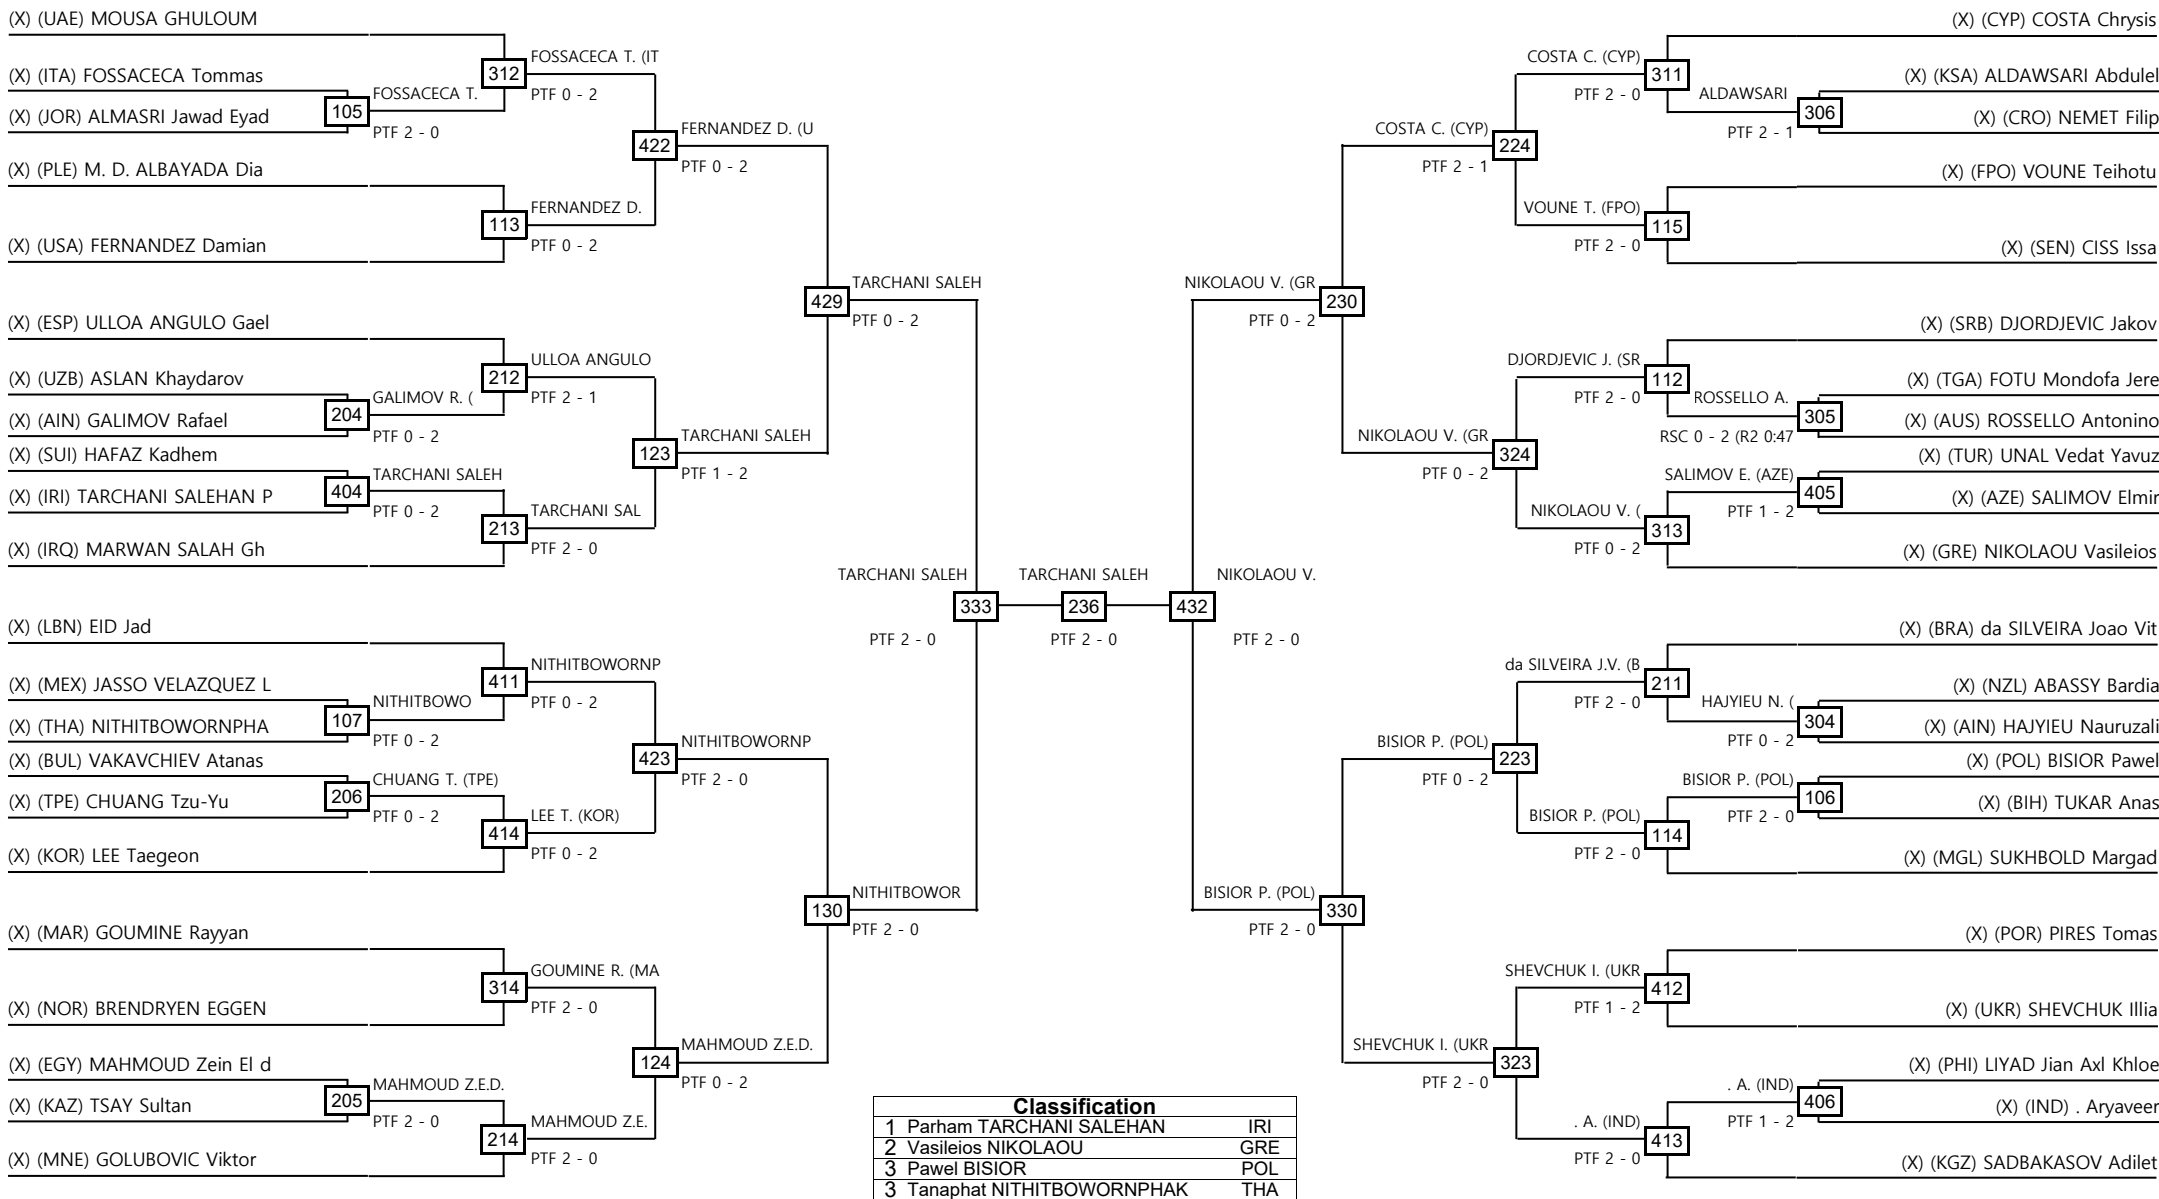 (X) (UAE) MOUSA GHULOUM
(X) (ITA) FOSSACECA Tommas
(X) (JOR) ALMASRI Jawad Eyad
(X) (PLE) M. D. ALBAYADA Dia
(X) (USA) FERNANDEZ Damian
(X) (ESP) ULLOA ANGULO Gael
(X) (UZB) ASLAN Khaydarov
(X) (AIN) GALIMOV Rafael
(X) (SUI) HAFAZ Kadhem
(X) (IRI) TARCHANI SALEHAN P
(X) (IRQ) MARWAN SALAH Gh
(X) (LBN) EID Jad
(X) (MEX) JASSO VELAZQUEZ L
(X) (THA) NITHITBOWORNPHA
(X) (BUL) VAKAVCHIEV Atanas
(X) (TPE) CHUANG Tzu-Yu
(X) (KOR) LEE Taegeon
(X) (MAR) GOUMINE Rayyan
(X) (NOR) BRENDRYEN EGGEN
(X) (EGY) MAHMOUD Zein El d
(X) (KAZ) TSAY Sultan
(X) (MNE) GOLUBOVIC Viktor
105
FOSSACECA T.
PTF 2 - 0
204
GALIMOV R. (
PTF 0 - 2
404
TARCHANI SALEH
PTF 0 - 2
107
NITHITBOWO
PTF 0 - 2
206
CHUANG T. (TPE)
PTF 0 - 2
205
MAHMOUD Z.E.D.
PTF 2 - 0
312
FOSSACECA T. (IT
PTF 0 - 2
113
FERNANDEZ D.
PTF 0 - 2
212
ULLOA ANGULO
PTF 2 - 1
213
TARCHANI SAL
PTF 2 - 0
411
NITHITBOWORNP
PTF 0 - 2
414
LEE T. (KOR)
PTF 0 - 2
314
GOUMINE R. (MA
PTF 2 - 0
214
MAHMOUD Z.E.
PTF 2 - 0
422
FERNANDEZ D. (U
PTF 0 - 2
123
TARCHANI SALEH
PTF 1 - 2
423
NITHITBOWORNP
PTF 2 - 0
124
MAHMOUD Z.E.D.
PTF 0 - 2
429
TARCHANI SALEH
PTF 0 - 2
130
NITHITBOWOR
PTF 2 - 0
TARCHANI SALEH
333
PTF 2 - 0
TARCHANI SALEH
236
PTF 2 - 0
NIKOLAOU V.
432
PTF 2 - 0
NIKOLAOU V. (GR
230
PTF 0 - 2
BISIOR P. (POL)
330
PTF 2 - 0
COSTA C. (CYP)
224
PTF 2 - 1
NIKOLAOU V. (GR
324
PTF 0 - 2
BISIOR P. (POL)
223
PTF 0 - 2
SHEVCHUK I. (UKR
323
PTF 2 - 0
COSTA C. (CYP)
311
PTF 2 - 0
VOUNE T. (FPO)
115
PTF 2 - 0
DJORDJEVIC J. (SR
112
PTF 2 - 0
NIKOLAOU V. (
313
PTF 0 - 2
da SILVEIRA J.V. (B
211
PTF 2 - 0
BISIOR P. (POL)
114
PTF 2 - 0
SHEVCHUK I. (UKR
412
PTF 1 - 2
. A. (IND)
413
PTF 2 - 0
ALDAWSARI
306
PTF 2 - 1
ROSSELLO A.
305
RSC 0 - 2 (R2 0:47
SALIMOV E. (AZE)
405
PTF 1 - 2
HAJYIEU N. (
304
PTF 0 - 2
BISIOR P. (POL)
106
PTF 2 - 0
. A. (IND)
406
PTF 1 - 2
(X) (CYP) COSTA Chrysis
(X) (KSA) ALDAWSARI Abdulel
(X) (CRO) NEMET Filip
(X) (FPO) VOUNE Teihotu
(X) (SEN) CISS Issa
(X) (SRB) DJORDJEVIC Jakov
(X) (TGA) FOTU Mondofa Jere
(X) (AUS) ROSSELLO Antonino
(X) (TUR) UNAL Vedat Yavuz
(X) (AZE) SALIMOV Elmir
(X) (GRE) NIKOLAOU Vasileios
(X) (BRA) da SILVEIRA Joao Vit
(X) (NZL) ABASSY Bardia
(X) (AIN) HAJYIEU Nauruzali
(X) (POL) BISIOR Pawel
(X) (BIH) TUKAR Anas
(X) (MGL) SUKHBOLD Margad
(X) (POR) PIRES Tomas
(X) (UKR) SHEVCHUK Illia
(X) (PHI) LIYAD Jian Axl Khloe
(X) (IND) . Aryaveer
(X) (KGZ) SADBAKASOV Adilet
Classification
1 Parham TARCHANI SALEHAN IRI
2 Vasileios NIKOLAOU GRE
3 Pawel BISIOR POL
3 Tanaphat NITHITBOWORNPHAK THA